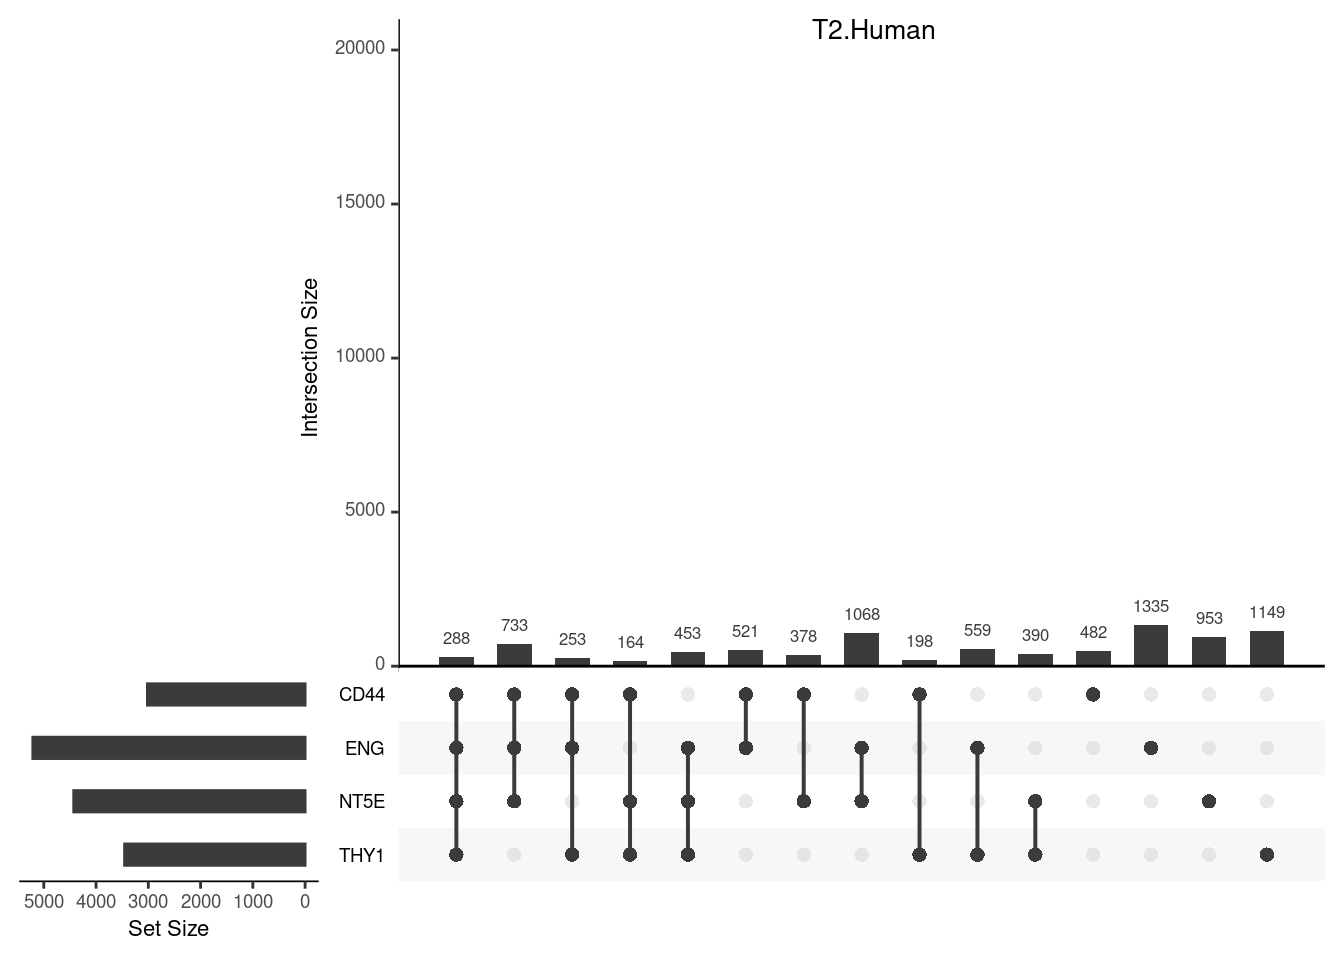 T2.Human
20000
15000
10000
5000
0
Intersection Size
288 733 253 164 453 521 378 1068 198 559 390 482 1335 953 1149
CD44
ENG
NT5E
THY1
5000 4000 3000 2000 1000 0
Set Size